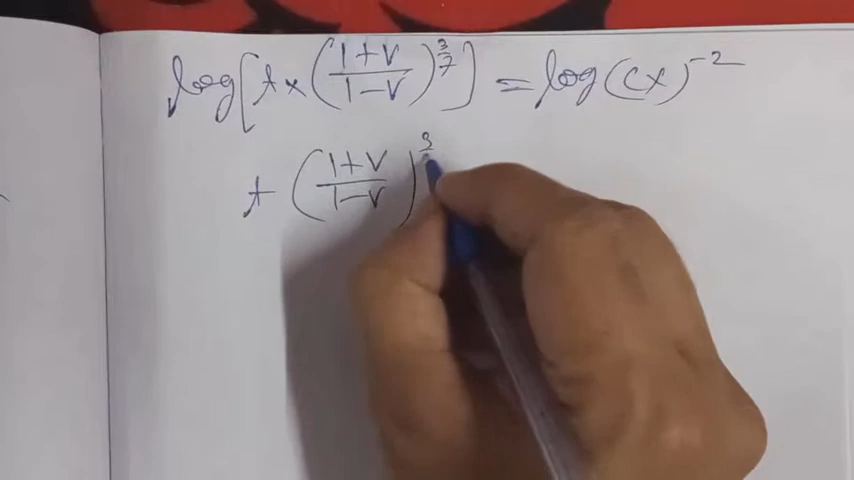 log[t × ((1+v)/(1-v))^(3/7)] = log(cx)^-2
t ((1+v)/(1-v))^3